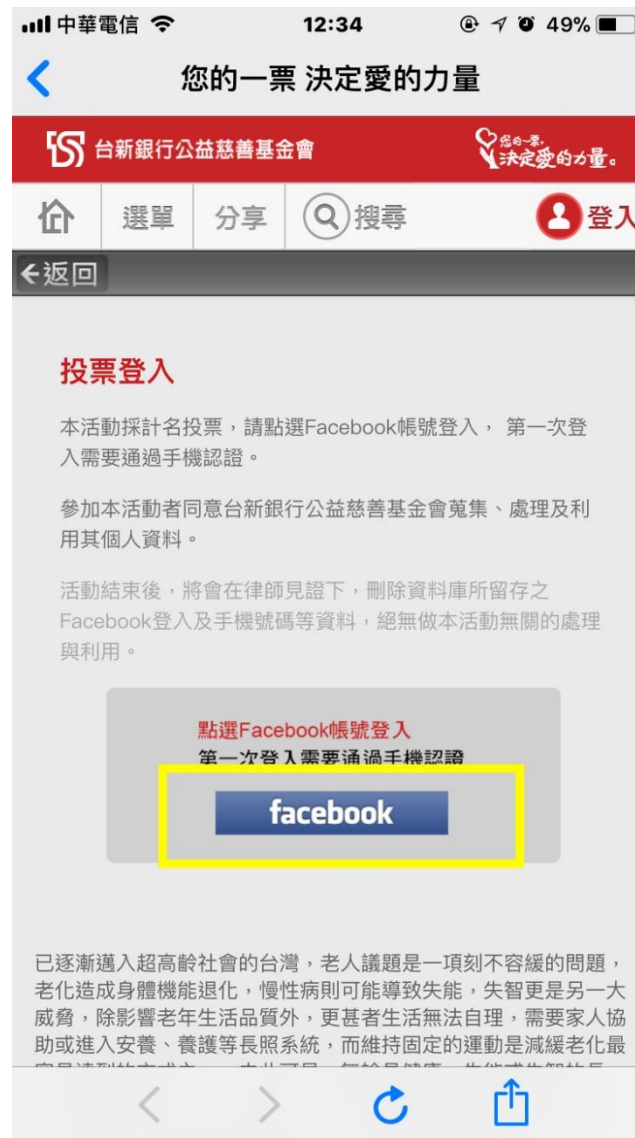 中華電信 12:34 49%
您的一票 決定愛的力量
台新銀行公益慈善基金會 您的一票, 決定愛的力量。
選單 分享 搜尋 登入
返回
投票登入
本活動採計名投票，請點選Facebook帳號登入， 第一次登
入需要通過手機認證。
參加本活動者同意台新銀行公益慈善基金會蒐集、處理及利
用其個人資料。
活動結束後，將會在律師見證下，刪除資料庫所留存之
Facebook登入及手機號碼等資料，絕無做本活動無關的處理
與利用。
點選Facebook帳號登入
第一次登入需要通過手機認證
facebook
已逐漸邁入超高齡社會的台灣，老人議題是一項刻不容緩的問題，
老化造成身體機能退化，慢性病則可能導致失能，失智更是另一大
威脅，除影響老年生活品質外，更甚者生活無法自理，需要家人協
助或進入安養、養護等長照系統，而維持固定的運動是減緩老化最